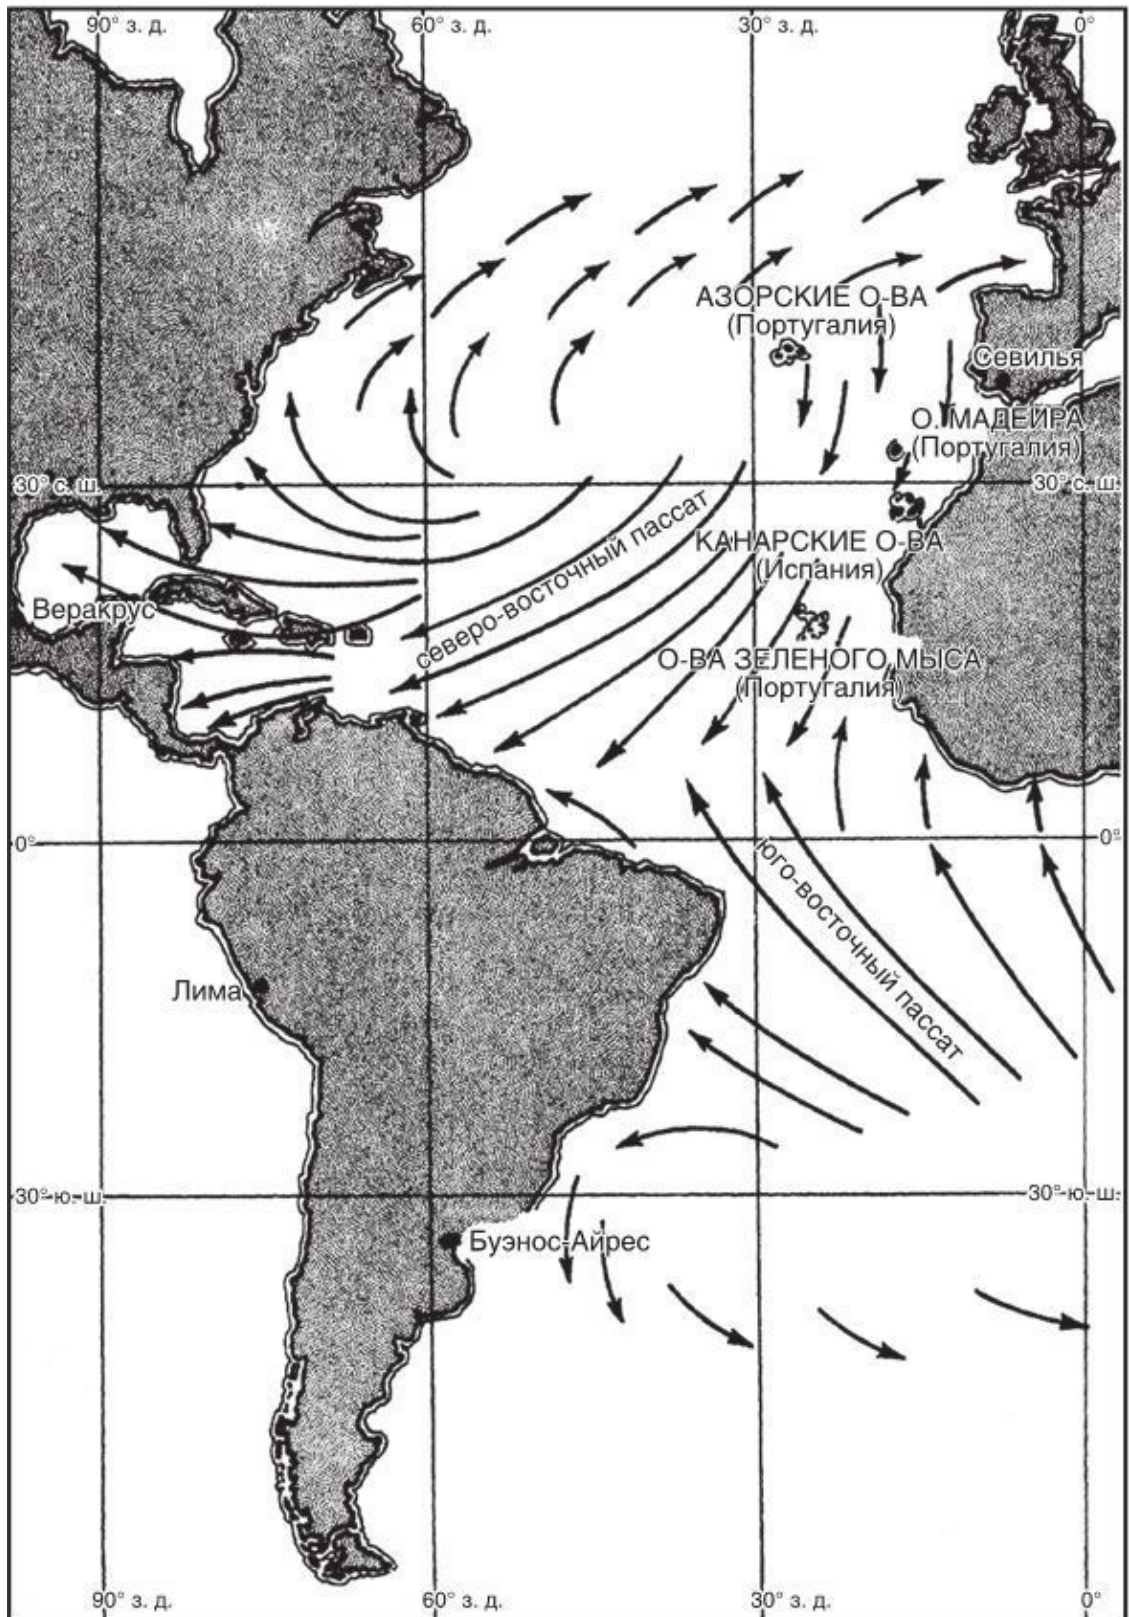 90° з. д.
60° з. д.
30° з. д.
0°
АЗОРСКИЕ О-ВА
(Португалия)
Севилья
О. МАДЕЙРА
(Португалия)
30° с. ш.
30° с. ш.
северо-восточный пассат
КАНАРСКИЕ О-ВА
(Испания)
Веракрус
О-ВА ЗЕЛЕНОГО МЫСА
(Португалия)
0°
0°
юго-восточный пассат
Лима
30° ю. ш.
30° ю. ш.
Буэнос-Айрес
90° з. д.
60° з. д.
30° з. д.
0°